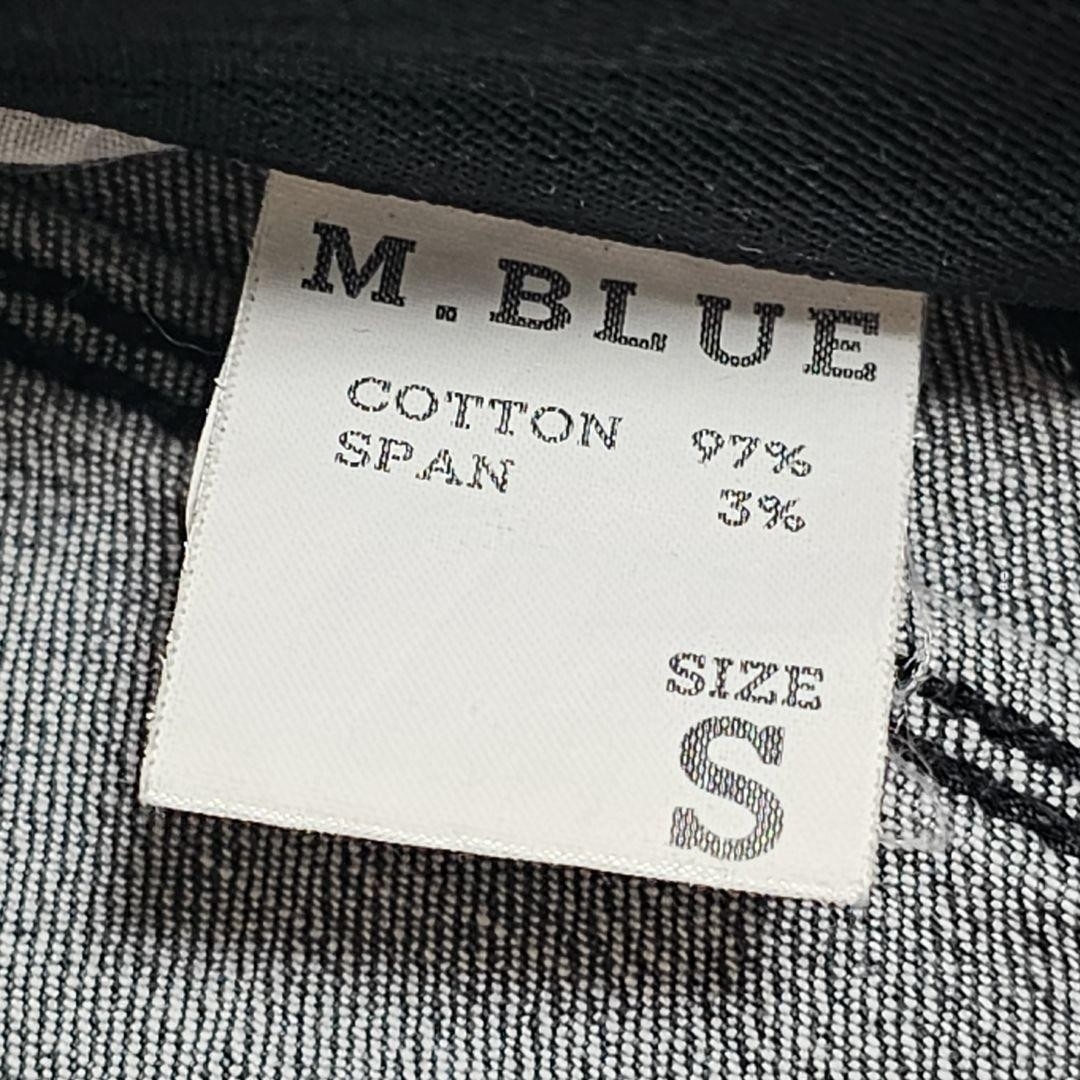 M.BLUE
COTTON 97%
SPAN 3%
SIZE
S